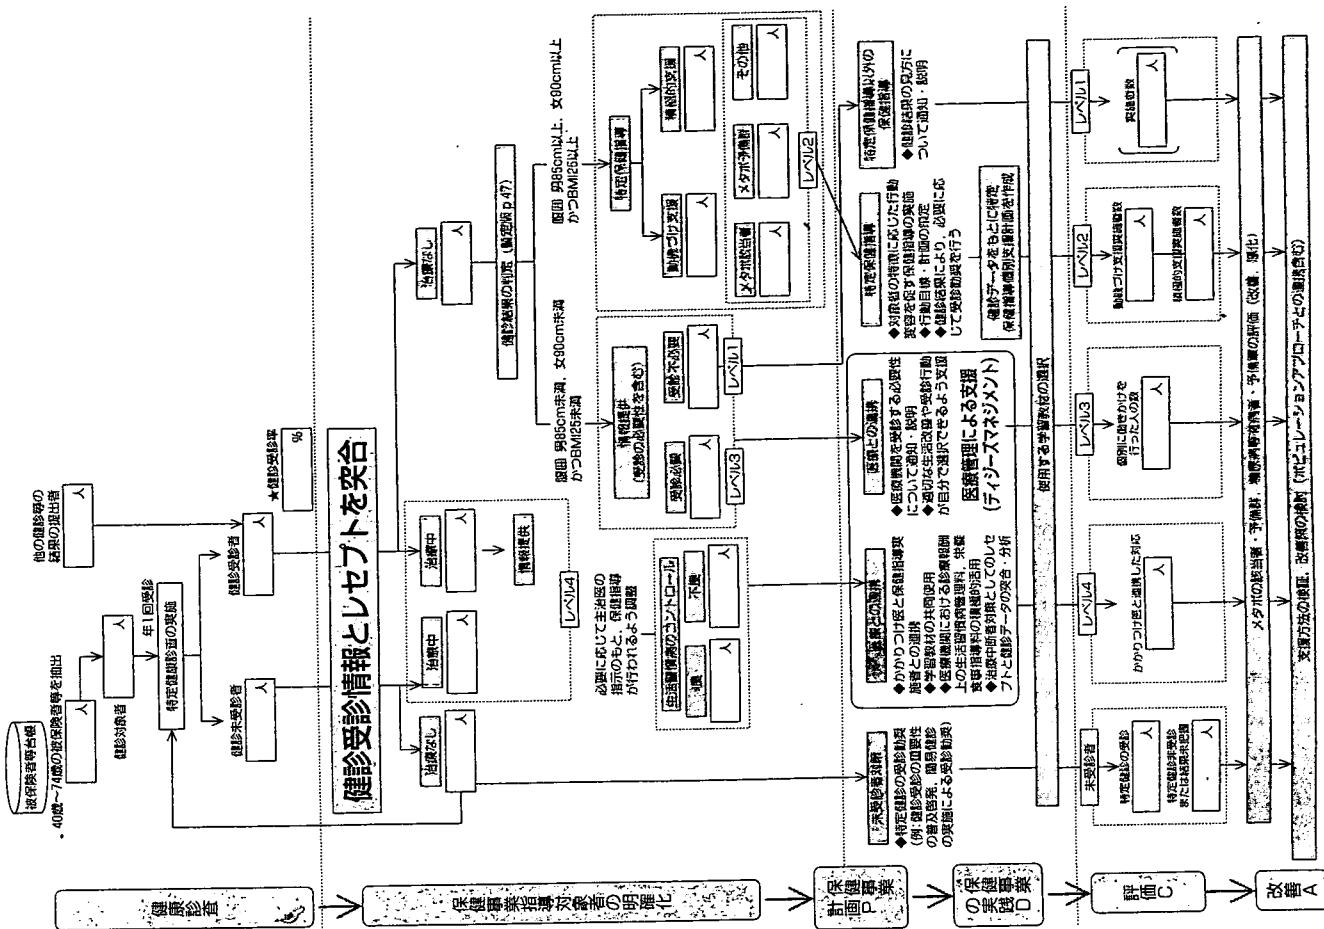 被保険者等台帳
40歳〜74歳の被保険者等を抽出
人
健診対象者
人
年1回受診
特定健康診査の実施
他の健診等の
結果の提出者
人
健診未受診者
人
健診受診者
人
★健診受診率
%
健診受診情報とレセプトを突合
治療なし
人
治療中
人
治療中
人
情報提供
レベル4
治療なし
人
健診結果の判定（暫定版 p.47）
腹囲 男85cm未満，女90cm未満
かつBMI25未満
腹囲 男85cm以上，女90cm以上
かつBMI25以上
必要に応じて主治医の
指示のもと，保健指導
が行われるよう調整
生活習慣病のコントロール
良
人
不良
人
情報提供
(受診の必要性を含む)
受診必要
人
受診不必要
人
レベル3
レベル1
特定保健指導
動機づけ支援
人
積極的支援
人
メタボ該当者
人
メタボ予備群
人
その他
人
レベル2
未受診者対策
◆特定健診の受診勧奨
(例:健診受診の重要性
の普及啓発，簡易健診
の実施による受診勧奨)
医療との連携
◆かかりつけ医と保健指導実
施者との連携
◆学習教材の共同使用
◆医療機関における診療報酬
上の生活習慣病管理料，栄養
食事指導料の積極的活用
◆治療中断者対策としてのレセ
プトと健診データの突合・分析
医療との連携
◆医療機関を受診する必要性
について通知・説明
◆適切な生活改善や受診行動
が自分で選択できるよう支援
医療管理による支援
(ディジーズマネジメント)
特定保健指導
◆対象者の特徴に応じた行動
変容を促す保健指導の実施
◆行動目標・計画の指定
◆健診結果により，必要に応
じて受診勧奨を行う
健診データをもとに特定
保健指導個別支援計画を作成
特定保健指導以外の
保健指導
◆健診結果の見方に
ついて通知・説明
使用する学習教材の選択
未受診者
特定健診の受診
人
特定健診非受診
または結果未把握
人
レベル4
かかりつけ医と連携した対応
人
レベル3
個別に働きかけを
行った人の数
人
レベル2
動機づけ支援実施者数
人
積極的支援実施者数
人
レベル1
実施者数
人
メタボの該当者・予備群，糖尿病等有病者・予備軍の評価（改善，悪化）
支援方法の検証，改善策の検討（ポピュレーションアプローチとの連携含む）
健康診査
保健事業指導対象者の明確化
保健事業
計画P
保健事業
の実践D
評価C
改善A